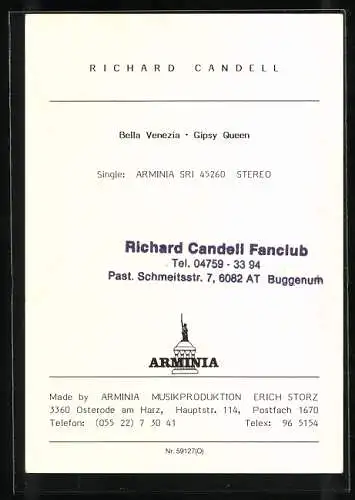 RICHARD CANDELL
Bella Venezia • Gipsy Queen
Single: ARMINIA SRI 45260 STEREO
Richard Candell Fanclub
Tel. 04759 - 33 94
Past. Schmeitsstr. 7, 6082 AT Buggenum
ARMINIA
Made by ARMINIA MUSIKPRODUKTION ERICH STORZ
3360 Osterode am Harz, Hauptstr. 114, Postfach 1670
Telefon: (055 22) 7 30 41 Telex: 96 5154
Nr. 59127(O)